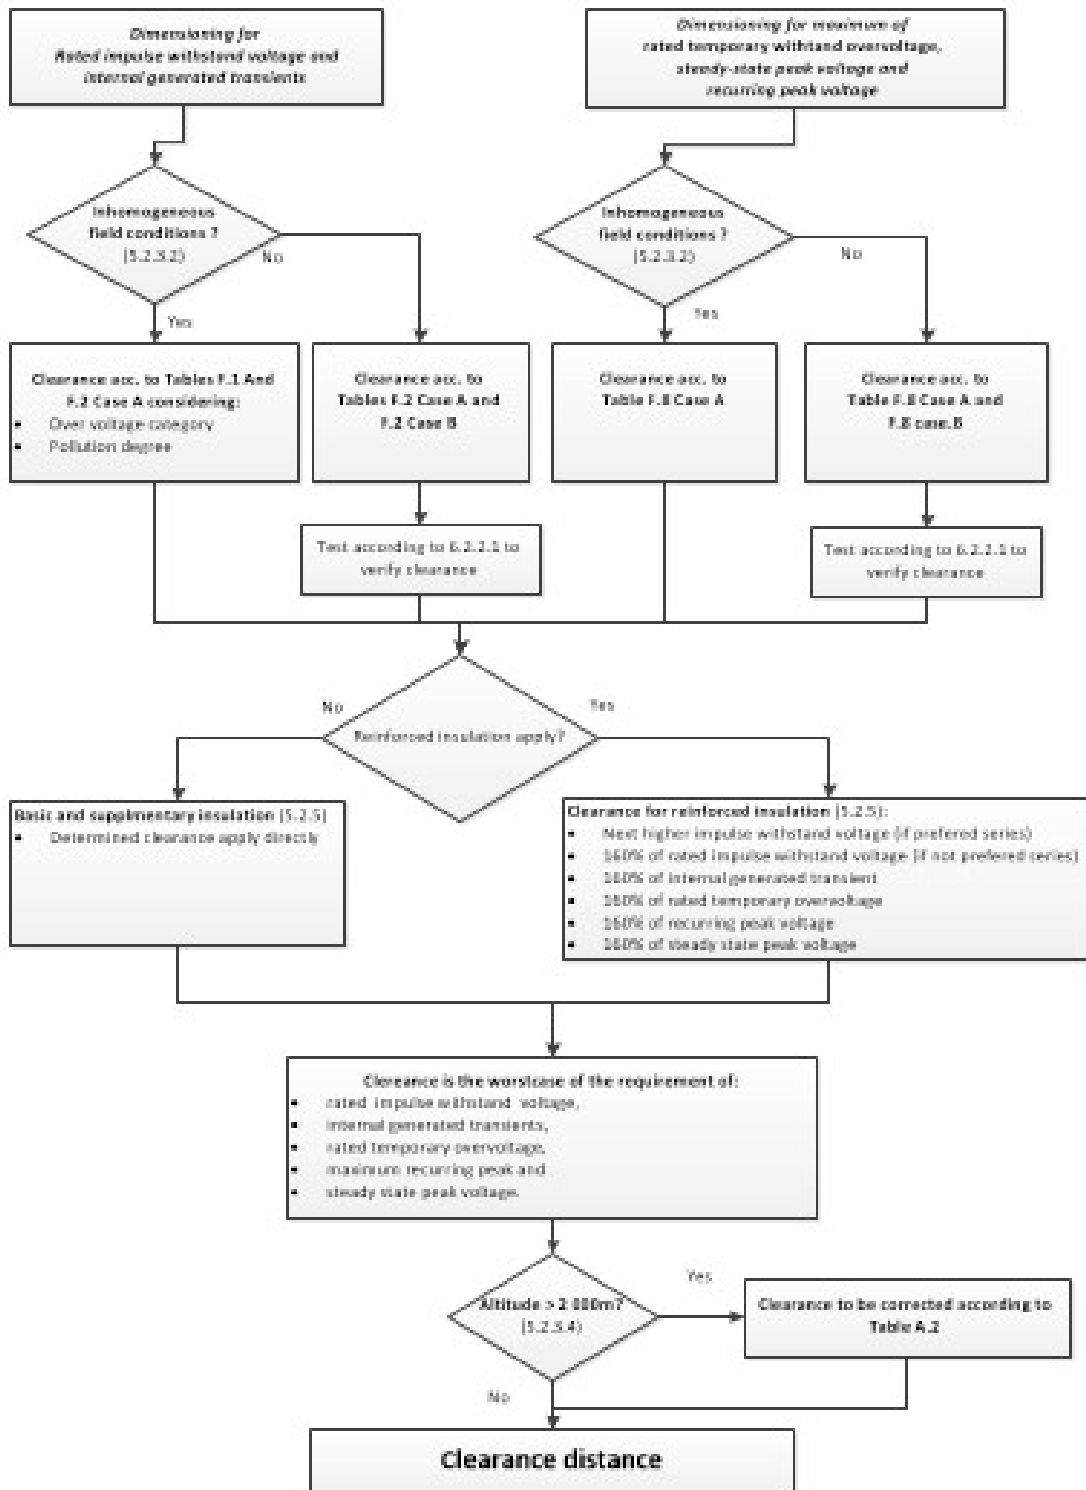 Dimensioning for
Rated impulse withstand voltage and
internal generated transients
Dimensioning for maximum of
rated temporary withtand overvoltage,
steady-state peak voltage and
recurring peak voltage
Inhomogeneous
field conditions ?
(5.2.3.2)
No
Yes
Inhomogeneous
field conditions ?
(5.2.3.2)
No
Yes
Clearance acc. to Tables F.1 And
F.2 Case A considering:
• Over voltage category
• Pollution degree
Clearance acc. to
Tables F.2 Case A and
F.2 Case B
Clearance acc. to
Table F.8 Case A
Clearance acc. to
Table F.8 Case A and
F.8 case.B
Test according to 6.2.2.1 to
verify clearance
Test according to 6.2.2.1 to
verify clearance
No
Yes
Reinforced insulation apply?
Basic and supplmentary insulation (5.2.5)
• Determined clearance apply directly
Clearance for reinforced insulation (5.2.5):
• Next higher impulse withstand voltage (if prefered series)
• 160% of rated impulse withstand voltage (if not prefered series)
• 160% of internal generated transient
• 160% of rated temporary overvoltage
• 160% of recurring peak voltage
• 160% of steady state peak voltage
Clereance is the worstcase of the requirement of:
• rated impulse withstand voltage,
• internal generated transients,
• rated temporary overvoltage,
• maximum recurring peak and
• steady state peak voltage.
Altitude > 2 000m?
(5.2.3.4)
Yes
Clearance to be corrected according to
Table A.2
No
Clearance distance